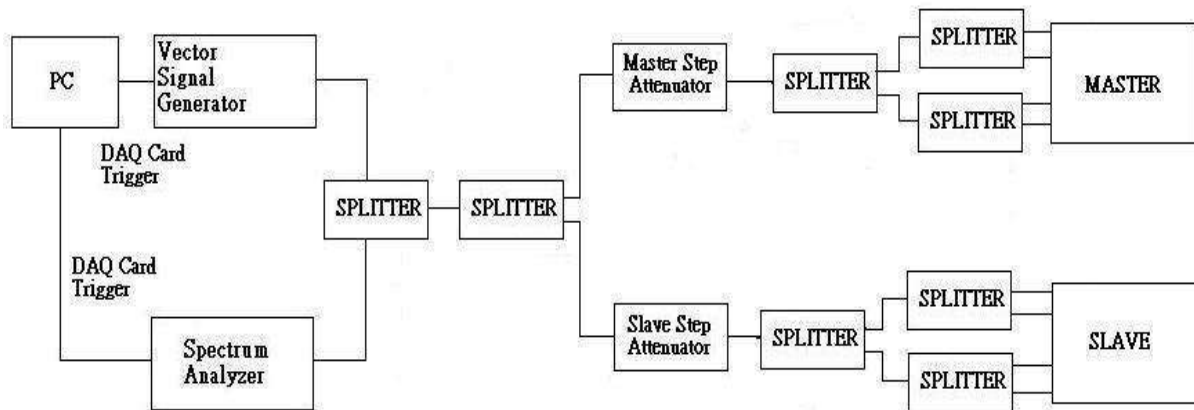 PC
Vector
Signal
Generator
DAQ Card
Trigger
DAQ Card
Trigger
Spectrum
Analyzer
SPLITTER
SPLITTER
Master Step
Attenuator
SPLITTER
SPLITTER
SPLITTER
MASTER
Slave Step
Attenuator
SPLITTER
SPLITTER
SPLITTER
SLAVE